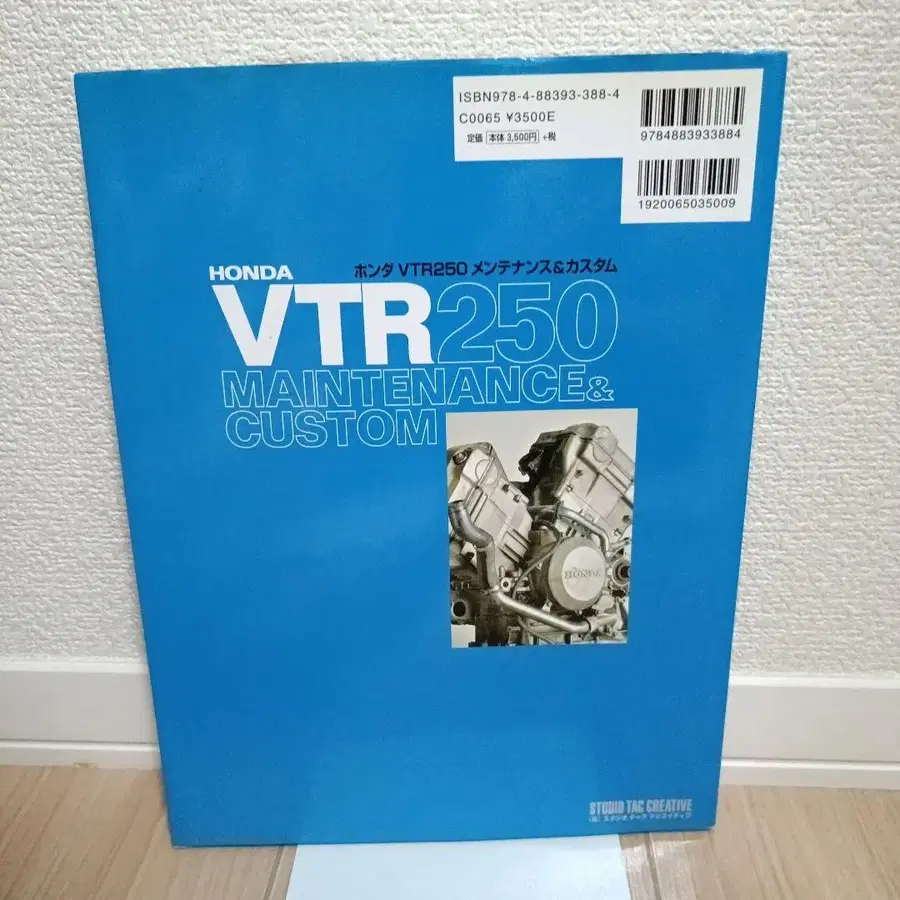 ISBN978-4-88393-388-4
C0065 ¥3500E
定価 本体 3,500円 +税
9784883933884
1920065035009
HONDA
ホンダ VTR250 メンテナンス&カスタム
VTR250
MAINTENANCE&
CUSTOM
HONDA
STUDIO TAC CREATIVE
(株)スタジオ タック クリエイティブ